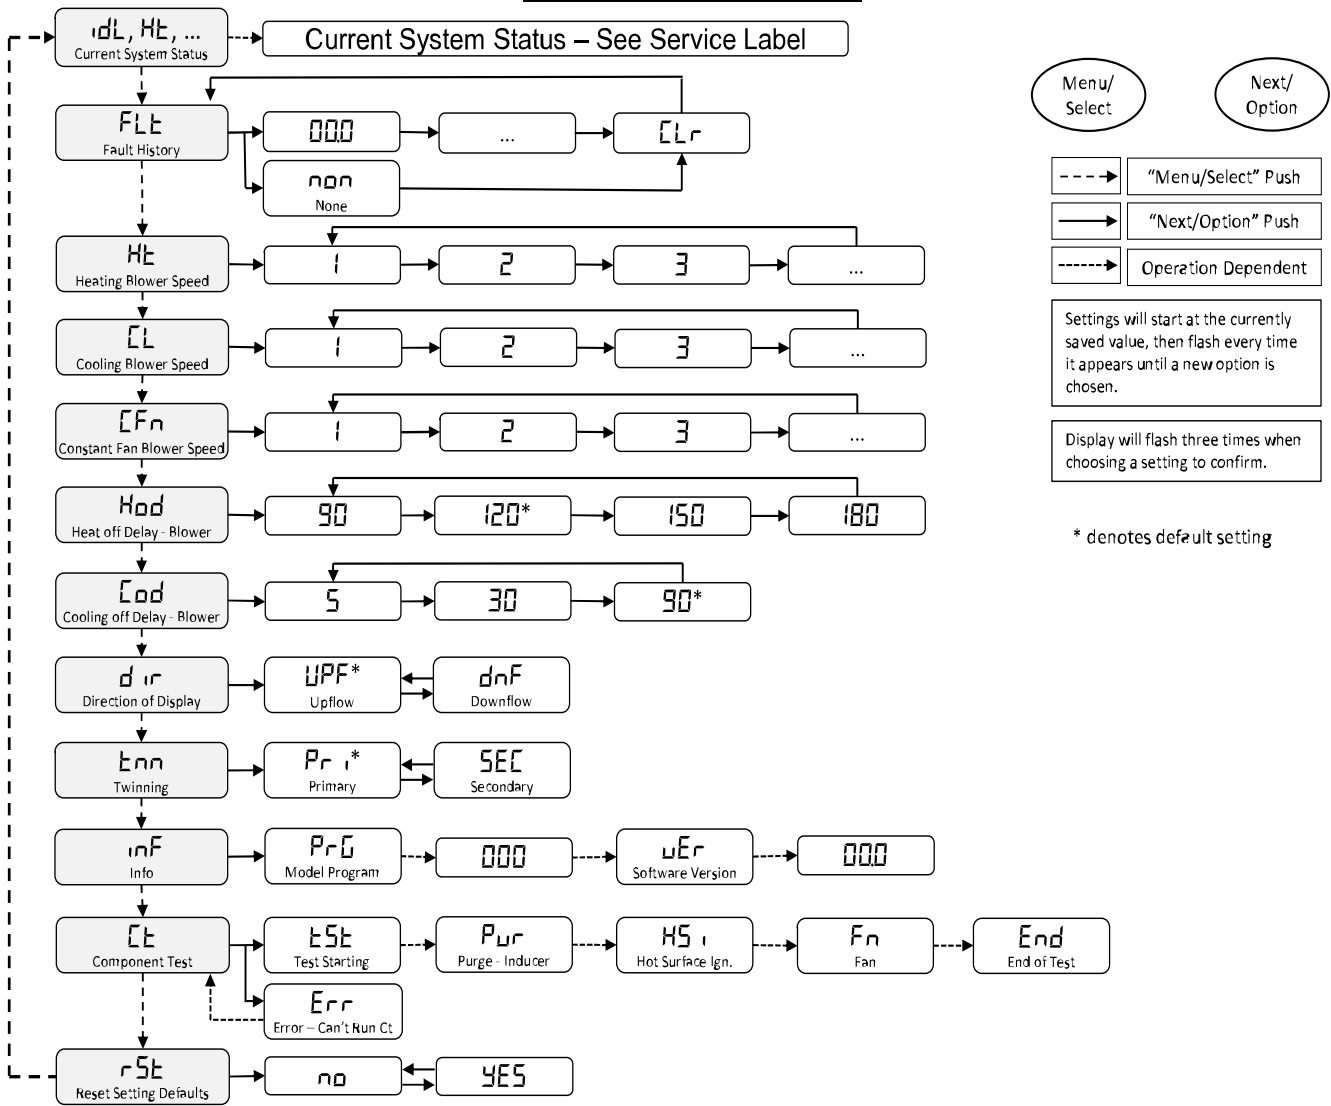 idL, Ht, ...
Current System Status
Current System Status – See Service Label
Menu/
Select
Next/
Option
FLt
Fault History
00.0
...
CLr
non
None
"Menu/Select" Push
"Next/Option" Push
Operation Dependent
Ht
Heating Blower Speed
1
2
3
...
CL
Cooling Blower Speed
1
2
3
...
Settings will start at the currently
saved value, then flash every time
it appears until a new option is
chosen.
CFn
Constant Fan Blower Speed
1
2
3
...
Display will flash three times when
choosing a setting to confirm.
Hod
Heat off Delay - Blower
90
120*
150
180
* denotes default setting
Cod
Cooling off Delay - Blower
5
30
90*
dir
Direction of Display
UPF*
Upflow
dnF
Downflow
tnn
Twinning
Pri*
Primary
SEC
Secondary
inF
Info
PrG
Model Program
000
uEr
Software Version
00.0
Ct
Component Test
tSt
Test Starting
Pur
Purge - Inducer
HSi
Hot Surface Ign.
Fn
Fan
End
End of Test
Err
Error – Can't Run Ct
rSt
Reset Setting Defaults
no
YES